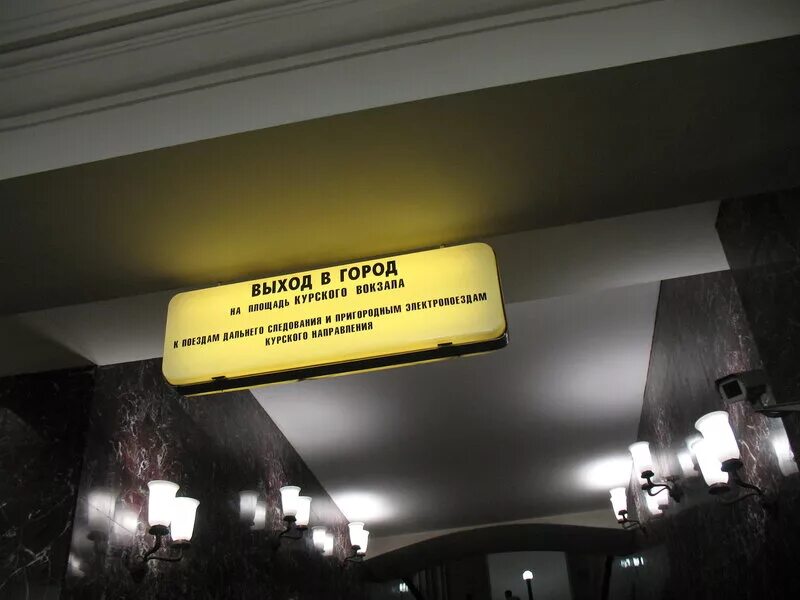 ВЫХОД В ГОРОД
НА ПЛОЩАДЬ КУРСКОГО ВОКЗАЛА
К ПОЕЗДАМ ДАЛЬНЕГО СЛЕДОВАНИЯ И ПРИГОРОДНЫМ ЭЛЕКТРОПОЕЗДАМ
КУРСКОГО НАПРАВЛЕНИЯ